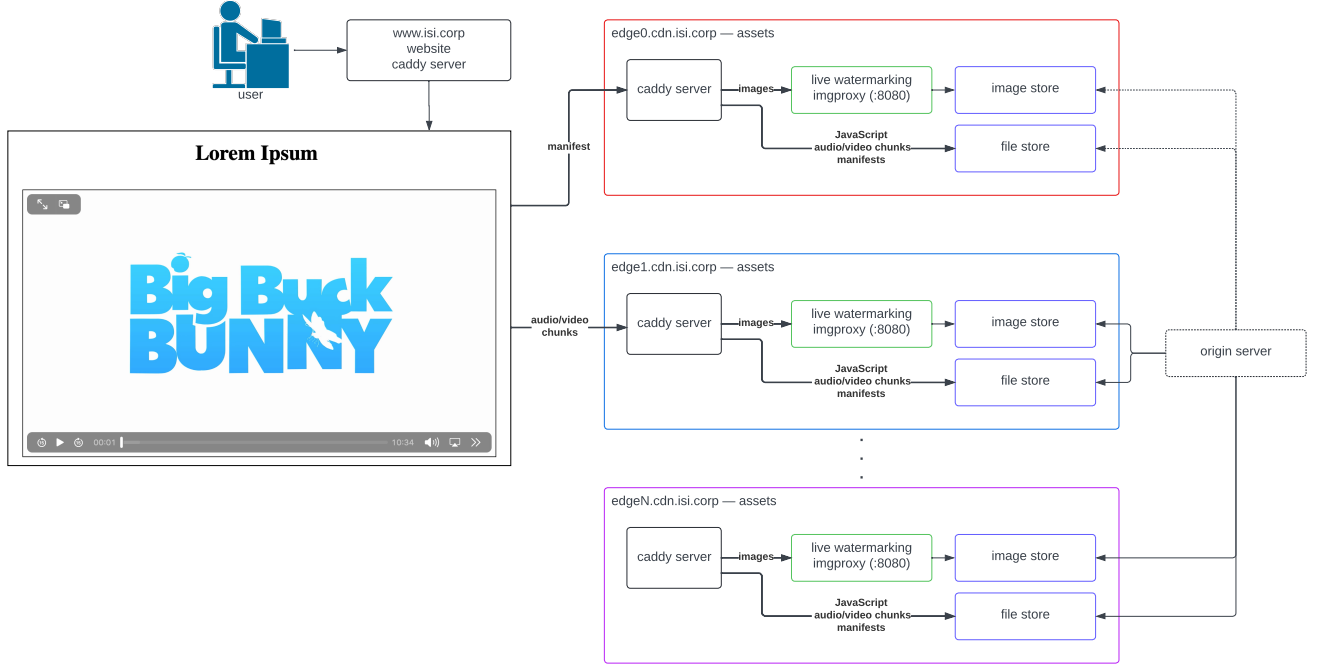 user
www.isi.corp
website
caddy server
Lorem Ipsum
Big Buck
BUNNY
00:01
10:34
manifest
audio/video
chunks
edge0.cdn.isi.corp — assets
caddy server
images
live watermarking
imgproxy (:8080)
image store
JavaScript
audio/video chunks
manifests
file store
edge1.cdn.isi.corp — assets
caddy server
images
live watermarking
imgproxy (:8080)
image store
JavaScript
audio/video chunks
manifests
file store
origin server
.
.
.
edgeN.cdn.isi.corp — assets
caddy server
images
live watermarking
imgproxy (:8080)
image store
JavaScript
audio/video chunks
manifests
file store